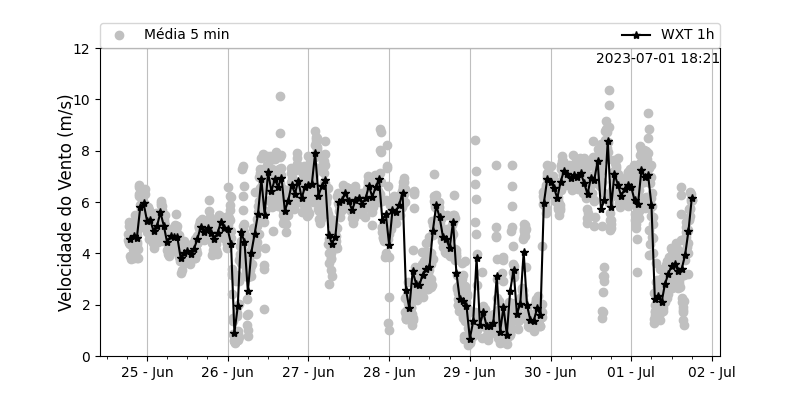 Média 5 min
WXT 1h
2023-07-01 18:21
Velocidade do Vento (m/s)
12
10
8
6
4
2
0
25 - Jun
26 - Jun
27 - Jun
28 - Jun
29 - Jun
30 - Jun
01 - Jul
02 - Jul